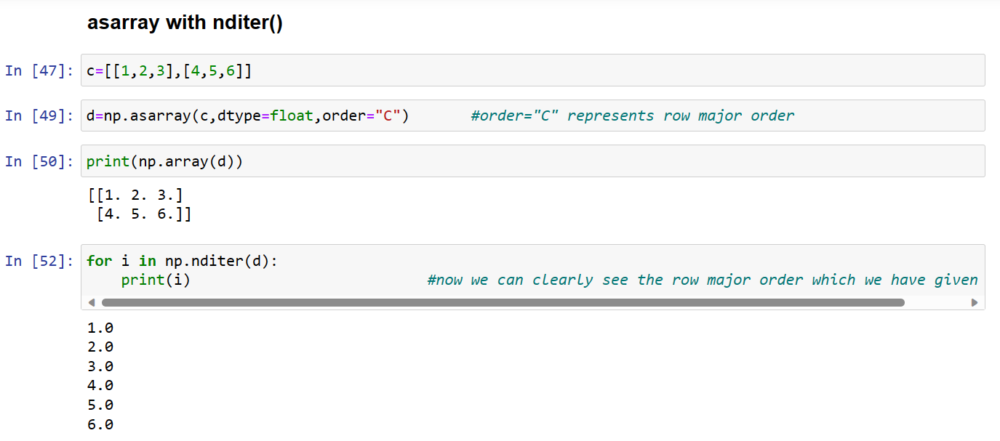 asarray with nditer()
In [47]: c=[[1,2,3],[4,5,6]]
In [49]: d=np.asarray(c,dtype=float,order="C") #order="C" represents row major order
In [50]: print(np.array(d))
[[1. 2. 3.]
 [4. 5. 6.]]
In [52]: for i in np.nditer(d):
    print(i) #now we can clearly see the row major order which we have given
1.0
2.0
3.0
4.0
5.0
6.0